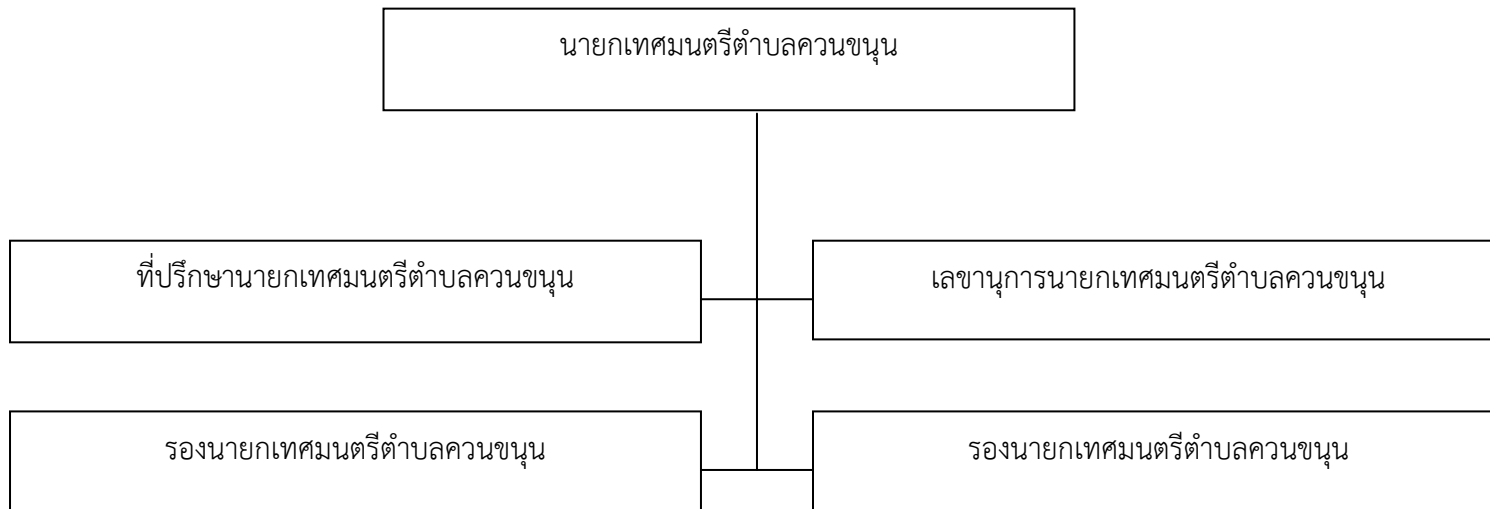 นายกเทศมนตรีตำบลควนขนุน
ที่ปรึกษานายกเทศมนตรีตำบลควนขนุน
เลขานุการนายกเทศมนตรีตำบลควนขนุน
รองนายกเทศมนตรีตำบลควนขนุน
รองนายกเทศมนตรีตำบลควนขนุน